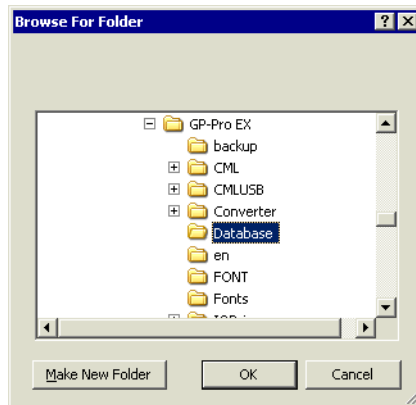 Browse For Folder
GP-Pro EX
backup
CML
CMLUSB
Converter
Database
en
FONT
Fonts
Make New Folder
OK
Cancel